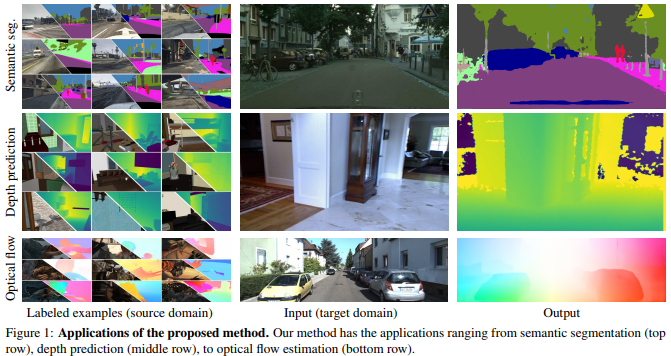 Semantic seg.
Depth prediction
Optical flow
Labeled examples (source domain)
Input (target domain)
Output
Figure 1: Applications of the proposed method. Our method has the applications ranging from semantic segmentation (top
row), depth prediction (middle row), to optical flow estimation (bottom row).